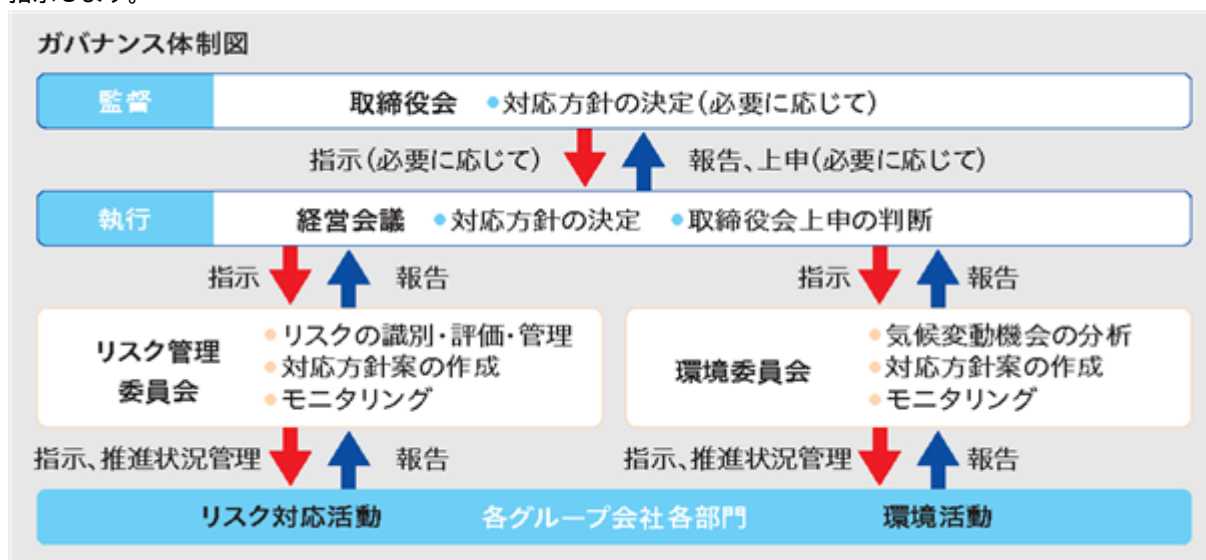 指示します。
ガバナンス体制図
監督 取締役会 ●対応方針の決定(必要に応じて)
指示(必要に応じて) 報告、上申(必要に応じて)
執行 経営会議 ●対応方針の決定 ●取締役会上申の判断
指示 報告 指示 報告
リスク管理
委員会
●リスクの識別・評価・管理
●対応方針案の作成
●モニタリング
環境委員会
●気候変動機会の分析
●対応方針案の作成
●モニタリング
指示、推進状況管理 報告 指示、推進状況管理 報告
リスク対応活動 各グループ会社各部門 環境活動